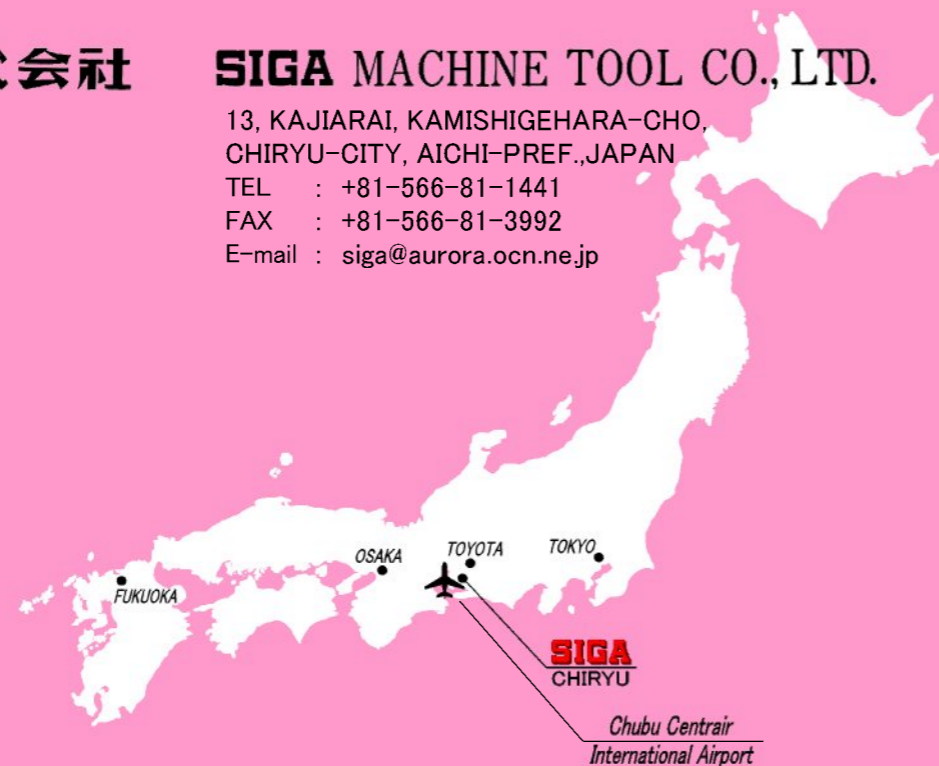 会社 SIGA MACHINE TOOL CO., LTD.
13, KAJIARAI, KAMISHIGEHARA-CHO,
CHIRYU-CITY, AICHI-PREF.,JAPAN
TEL : +81-566-81-1441
FAX : +81-566-81-3992
E-mail : siga@aurora.ocn.ne.jp
OSAKA
TOYOTA
TOKYO
FUKUOKA
SIGA
CHIRYU
Chubu Centrair
International Airport